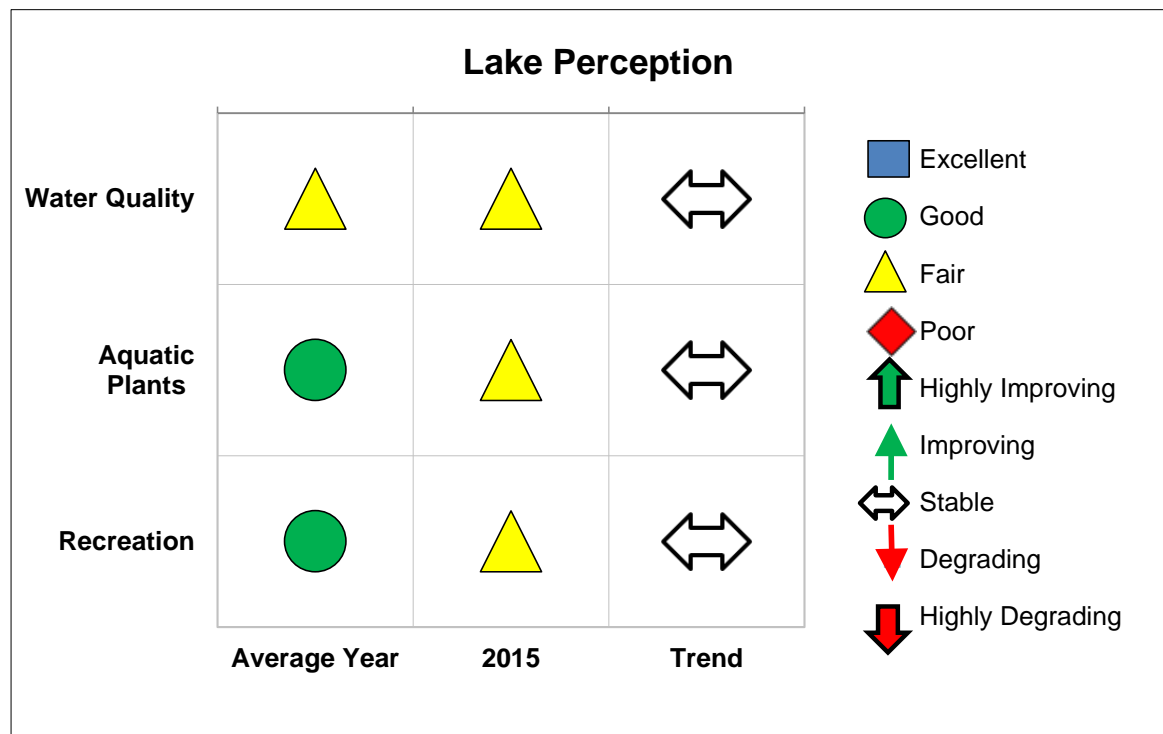 Lake Perception
Water Quality
Aquatic
Plants
Recreation
Average Year
2015
Trend
Excellent
Good
Fair
Poor
Highly Improving
Improving
Stable
Degrading
Highly Degrading